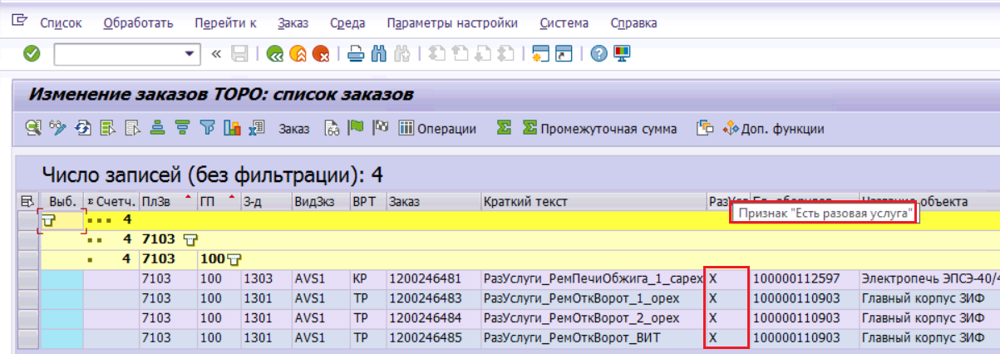 Список Обработать Перейти к Заказ Среда Параметры настройки Система Справка
Изменение заказов ТОРО: список заказов
Заказ Операции Промежуточная сумма Доп. функции
Число записей (без фильтрации): 4
Выб. Счетч. ПлЗв ГП З-д ВидЗкз ВРТ Заказ Краткий текст РазУсл Название объекта
Признак "Есть разовая услуга"
4
4 7103
4 7103 100
7103 100 1303 AVS1 КР 1200246481 РазУслуги_РемПечиОбжига_1_сарех X 100000112597 Электропечь ЭПСЭ-40/4
7103 100 1301 AVS1 ТР 1200246483 РазУслуги_РемОткВорот_1_орех X 100000110903 Главный корпус ЗИФ
7103 100 1301 AVS1 ТР 1200246484 РазУслуги_РемОткВорот_2_орех X 100000110903 Главный корпус ЗИФ
7103 100 1301 AVS1 ТР 1200246485 РазУслуги_РемОткВорот_ВИТ X 100000110903 Главный корпус ЗИФ